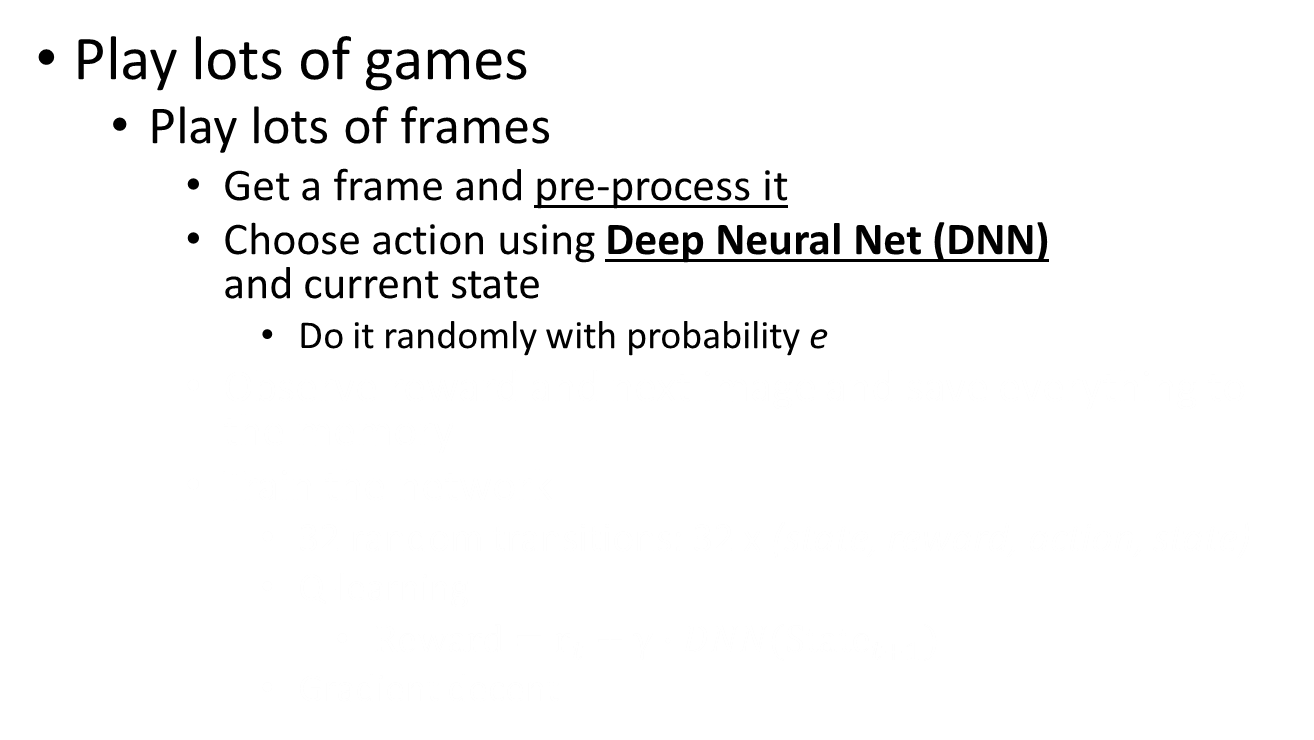 • Play lots of games
• Play lots of frames
• Get a frame and pre-process it
• Choose action using Deep Neural Net (DNN)
and current state
• Do it randomly with probability e